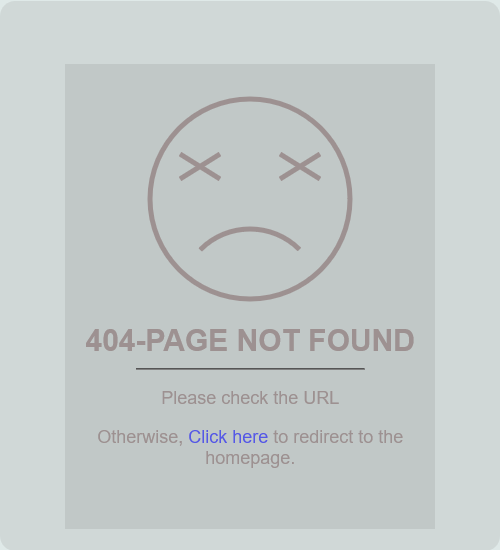 404-PAGE NOT FOUND
Please check the URL
Otherwise, Click here to redirect to the
homepage.